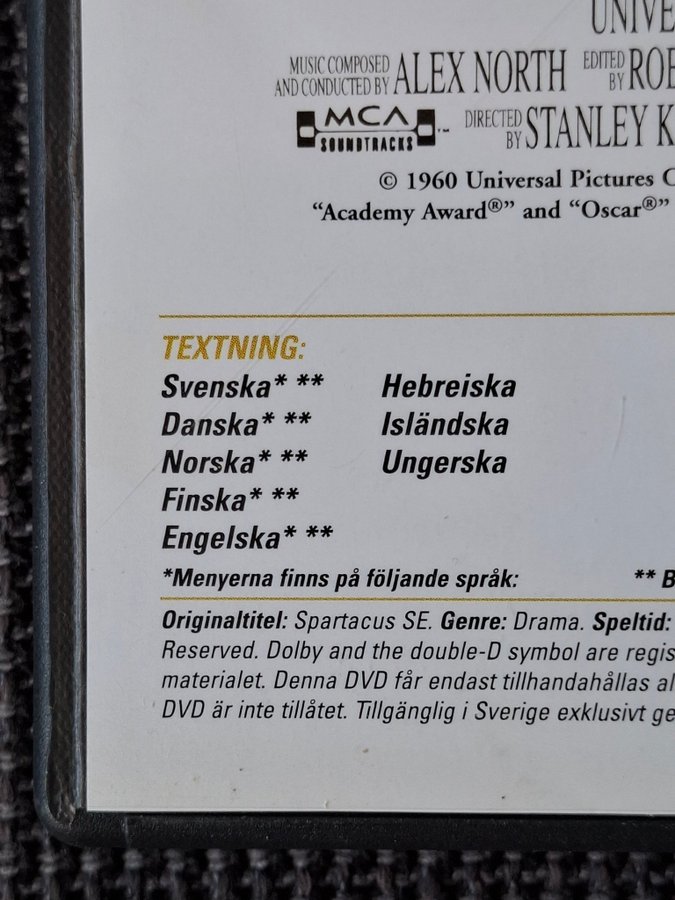 MUSIC COMPOSED AND CONDUCTED BY ALEX NORTH EDITED BY
MCA SOUNDTRACKS™ DIRECTED BY STANLEY
© 1960 Universal Pictures
“Academy Award®” and “Oscar®”
TEXTNING:
Svenska* ** Hebreiska
Danska* ** Isländska
Norska* ** Ungerska
Finska* **
Engelska* **
*Menyerna finns på följande språk: **
Originaltitel: Spartacus SE. Genre: Drama. Speltid:
Reserved. Dolby and the double-D symbol are
materialet. Denna DVD får endast tillhandahållas
DVD är inte tillåtet. Tillgänglig i Sverige exklusivt